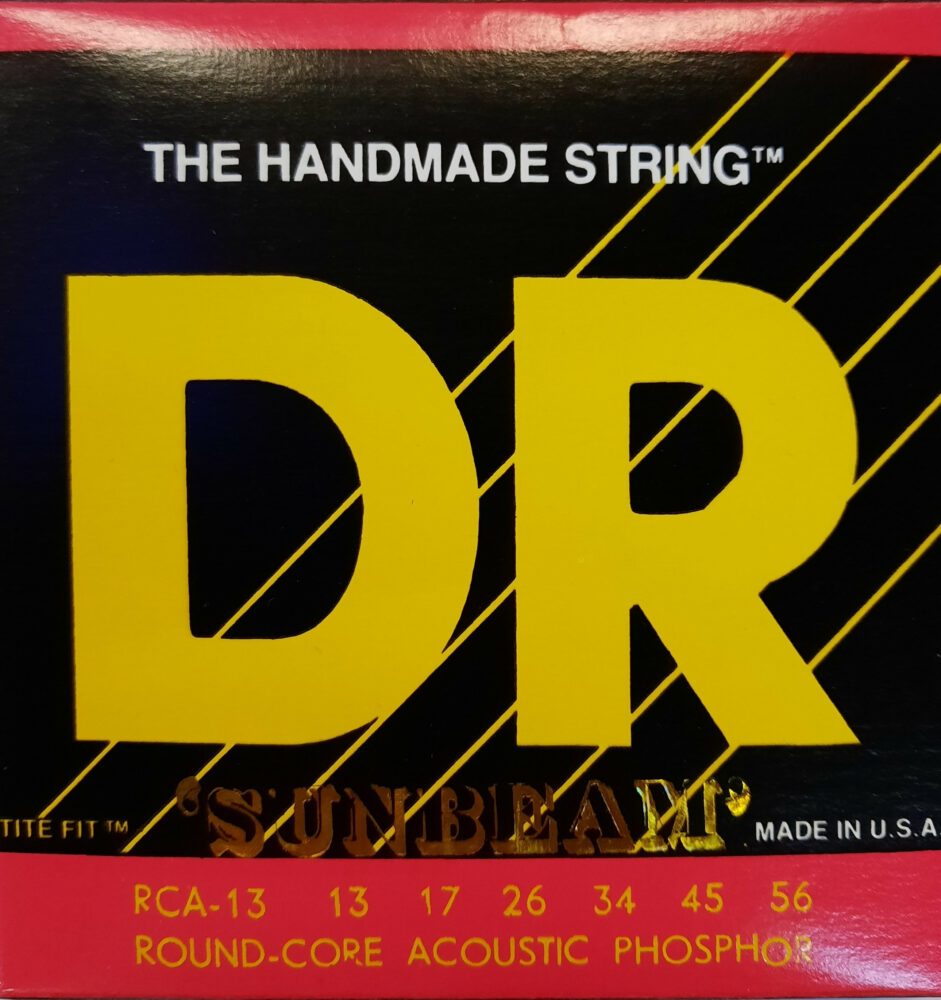 THE HANDMADE STRING™
DR
TITE FIT™ 'SUNBEAM' MADE IN U.S.A
RCA-13 13 17 26 34 45 56
ROUND-CORE ACOUSTIC PHOSPHOR